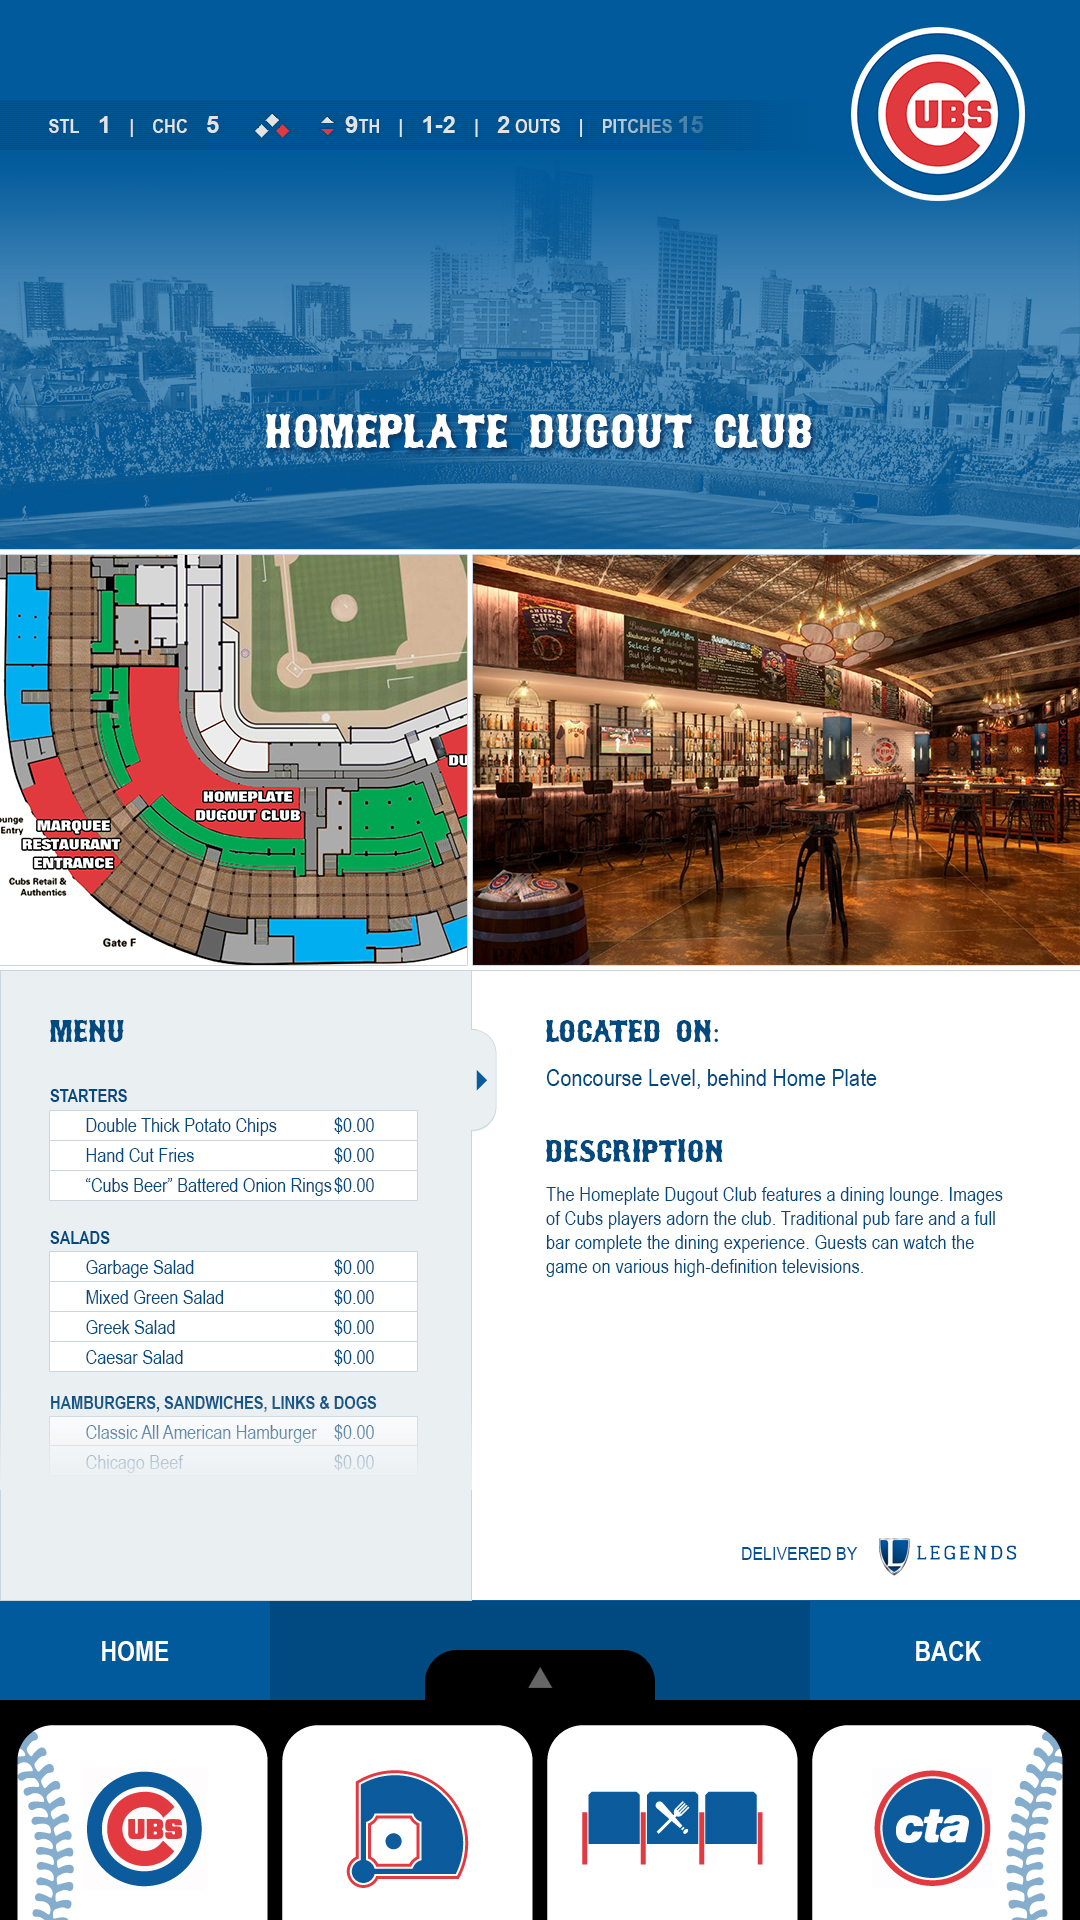 UBS
STL 1 | CHC 5 9TH | 1-2 | 2 OUTS | PITCHES 15
HOMEPLATE DUGOUT CLUB
HOMEPLATE
DUGOUT CLUB
DU
MARQUEE
RESTAURANT
ENTRANCE
ounge
Entry
Cubs Retail &
Authentics
Gate F
CHICAGO
CUBS
MENU
STARTERS
Double Thick Potato Chips $0.00
Hand Cut Fries $0.00
“Cubs Beer” Battered Onion Rings $0.00
SALADS
Garbage Salad $0.00
Mixed Green Salad $0.00
Greek Salad $0.00
Caesar Salad $0.00
HAMBURGERS, SANDWICHES, LINKS & DOGS
Classic All American Hamburger $0.00
Chicago Beef $0.00
LOCATED ON:
Concourse Level, behind Home Plate
DESCRIPTION
The Homeplate Dugout Club features a dining lounge. Images
of Cubs players adorn the club. Traditional pub fare and a full
bar complete the dining experience. Guests can watch the
game on various high-definition televisions.
DELIVERED BY L LEGENDS
HOME
BACK
UBS
cta